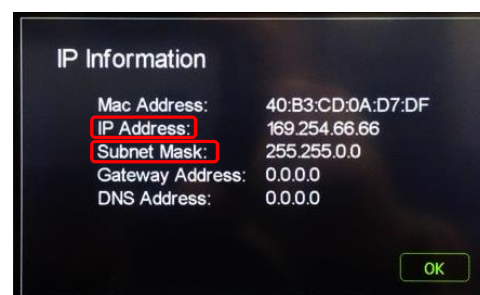 IP Information
Mac Address: 40:B3:CD:0A:D7:DF
IP Address: 169.254.66.66
Subnet Mask: 255.255.0.0
Gateway Address: 0.0.0.0
DNS Address: 0.0.0.0
OK